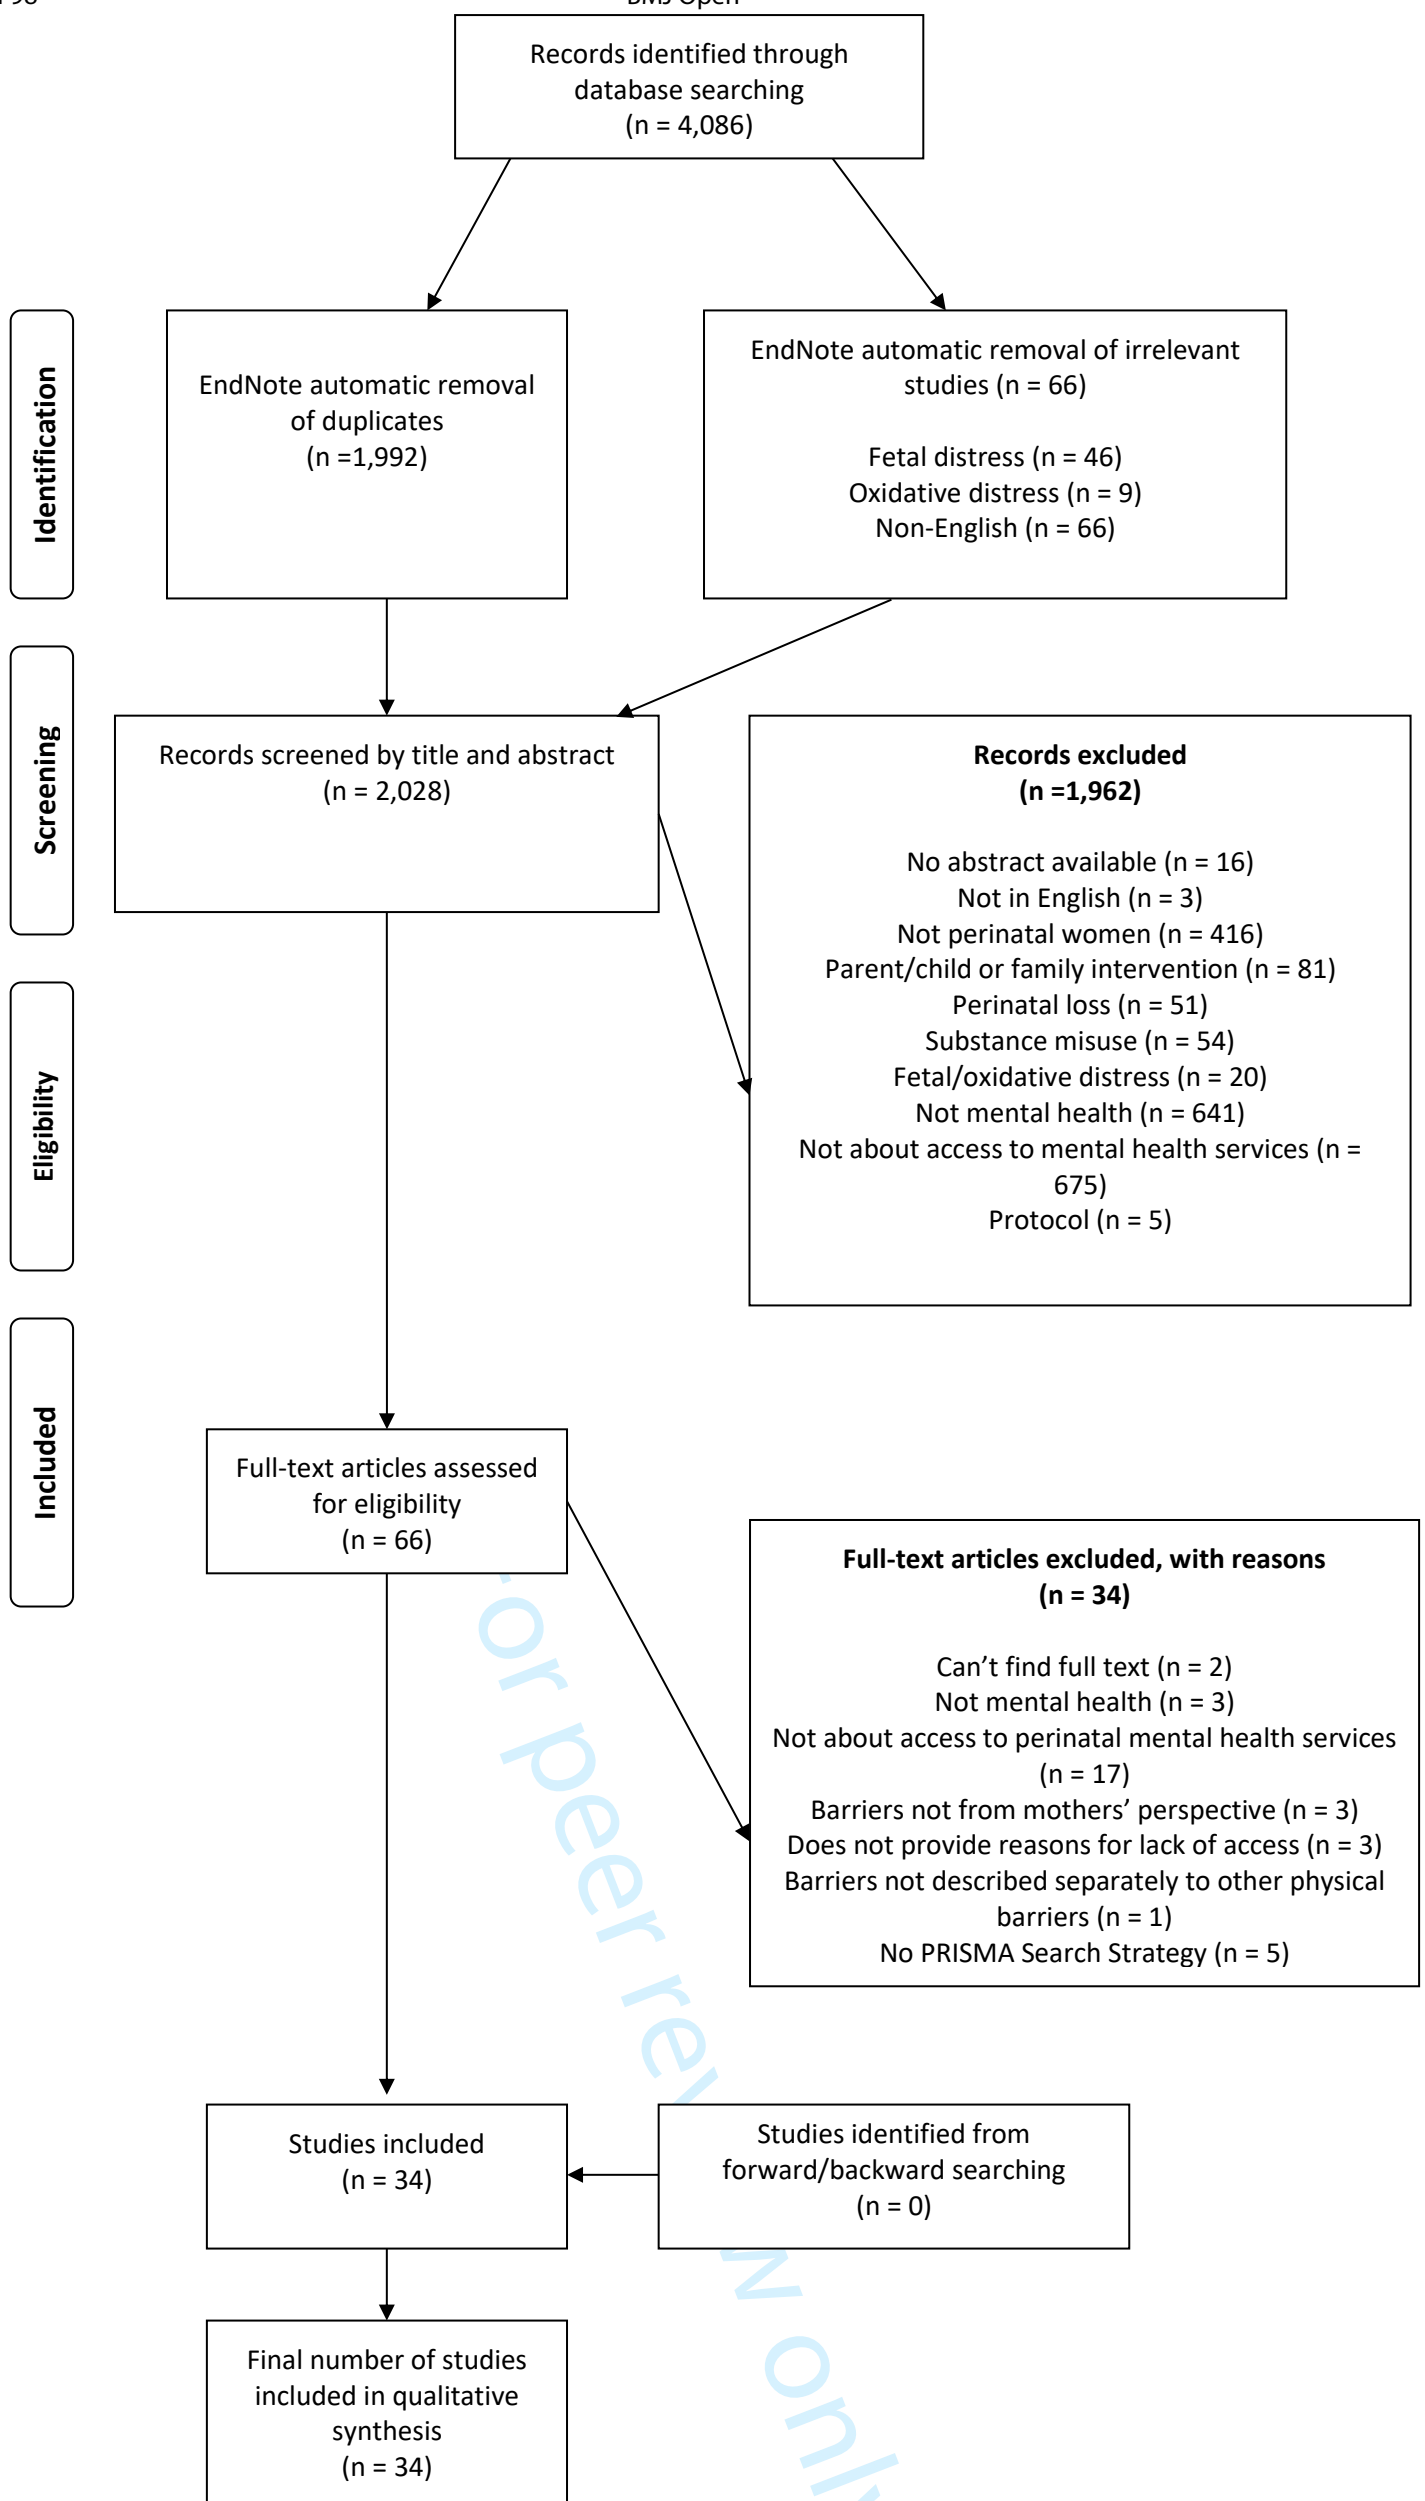 BMJ Open
Records identified through
database searching
(n = 4,086)
Identification
EndNote automatic removal
of duplicates
(n =1,992)
EndNote automatic removal of irrelevant
studies (n = 66)
Fetal distress (n = 46)
Oxidative distress (n = 9)
Non-English (n = 66)
Screening
Records screened by title and abstract
(n = 2,028)
Records excluded
(n =1,962)
No abstract available (n = 16)
Not in English (n = 3)
Not perinatal women (n = 416)
Parent/child or family intervention (n = 81)
Perinatal loss (n = 51)
Substance misuse (n = 54)
Fetal/oxidative distress (n = 20)
Not mental health (n = 641)
Not about access to mental health services (n =
675)
Protocol (n = 5)
Eligibility
Included
Full-text articles assessed
for eligibility
(n = 66)
Full-text articles excluded, with reasons
(n = 34)
Can’t find full text (n = 2)
Not mental health (n = 3)
Not about access to perinatal mental health services
(n = 17)
Barriers not from mothers’ perspective (n = 3)
Does not provide reasons for lack of access (n = 3)
Barriers not described separately to other physical
barriers (n = 1)
No PRISMA Search Strategy (n = 5)
Studies included
(n = 34)
Studies identified from
forward/backward searching
(n = 0)
Final number of studies
included in qualitative
synthesis
(n = 34)
peer review only